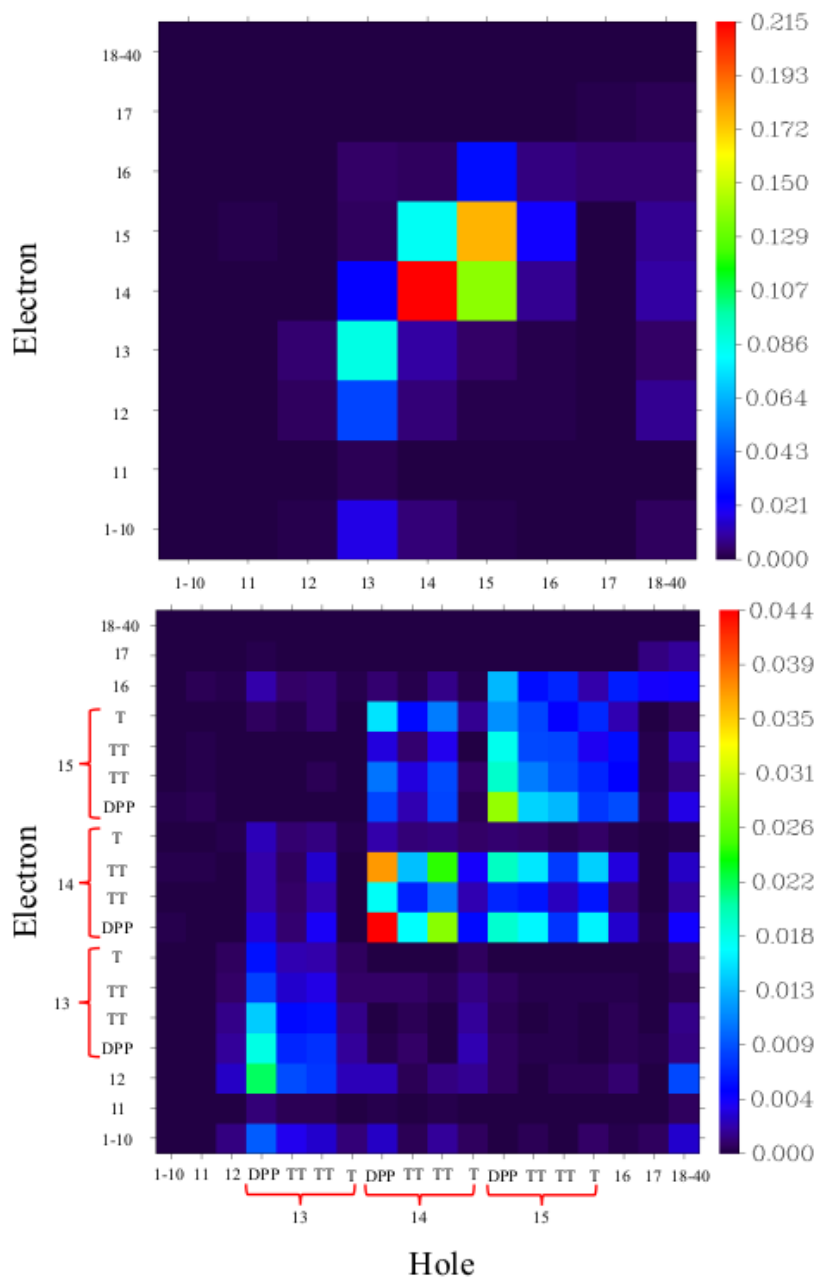 18-40
17
16
15
14
13
12
11
1-10
Electron
0.215
0.193
0.172
0.150
0.129
0.107
0.086
0.064
0.043
0.021
0.000
1-10 11 12 13 14 15 16 17 18-40
18-40
17
16
T
TT
TT
DPP
15
T
TT
TT
DPP
14
T
TT
TT
DPP
13
12
11
1-10
Electron
0.044
0.039
0.035
0.031
0.026
0.022
0.018
0.013
0.009
0.004
0.000
1-10 11 12 DPP TT TT T DPP TT TT T DPP TT TT T 16 17 18-40
13 14 15
Hole